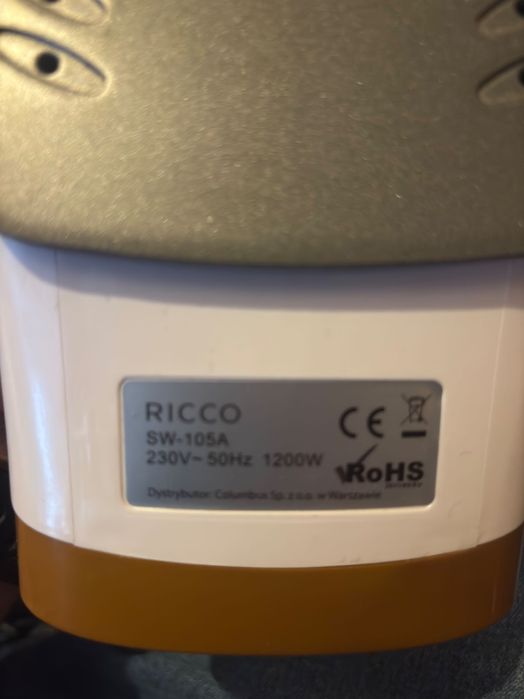 RICCO
SW-105A
230V~ 50Hz 1200W
CE
RoHS
Dystrybutor: Columbus Sp. z o.o. w Warszawie